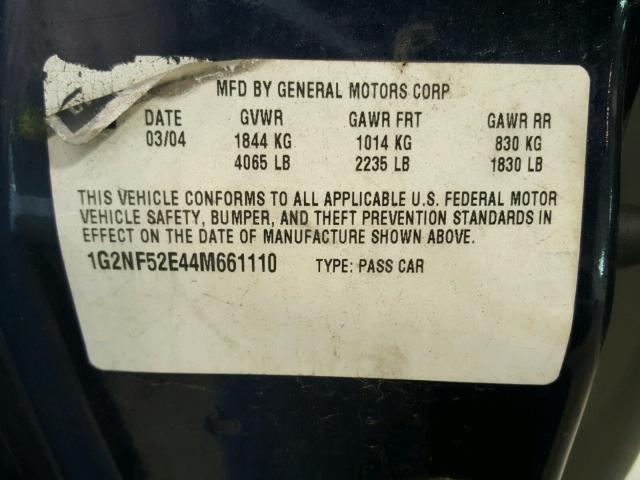 MFD BY GENERAL MOTORS CORP
DATE GVWR GAWR FRT GAWR RR
03/04 1844 KG 1014 KG 830 KG
4065 LB 2235 LB 1830 LB
THIS VEHICLE CONFORMS TO ALL APPLICABLE U.S. FEDERAL MOTOR
VEHICLE SAFETY, BUMPER, AND THEFT PREVENTION STANDARDS IN
EFFECT ON THE DATE OF MANUFACTURE SHOWN ABOVE.
1G2NF52E44M661110 TYPE: PASS CAR